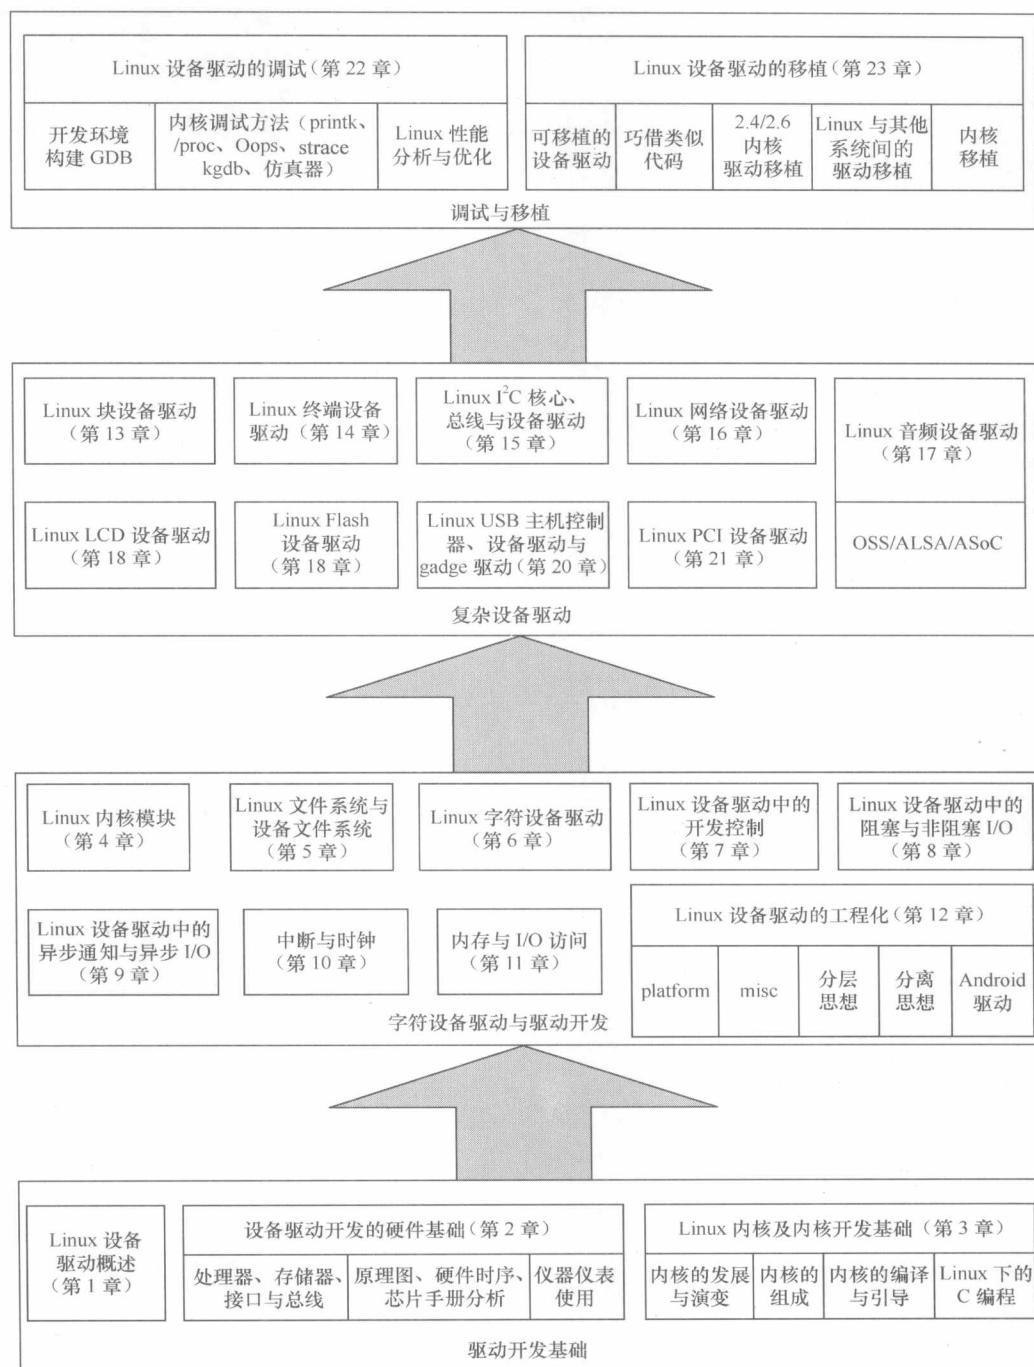 Linux 设备驱动的调试(第 22 章)
开发环境
构建 GDB
内核调试方法(printk、
/proc、Oops、strace
kgdb、仿真器)
Linux 性能
分析与优化
Linux 设备驱动的移植(第 23 章)
可移植的
设备驱动
巧借类似
代码
2.4/2.6
内核
驱动移植
Linux 与其他
系统间的
驱动移植
内核
移植
调试与移植
Linux 块设备驱动
(第 13 章)
Linux 终端设备
驱动(第 14 章)
Linux I²C 核心、
总线与设备驱动
(第 15 章)
Linux 网络设备驱动
(第 16 章)
Linux 音频设备驱动
(第 17 章)
OSS/ALSA/ASoC
Linux LCD 设备驱动
(第 18 章)
Linux Flash
设备驱动
(第 18 章)
Linux USB 主机控制
器、设备驱动与
gadge 驱动(第 20 章)
Linux PCI 设备驱动
(第 21 章)
复杂设备驱动
Linux 内核模块
(第 4 章)
Linux 文件系统与
设备文件系统
(第 5 章)
Linux 字符设备驱动
(第 6 章)
Linux 设备驱动中的
开发控制
(第 7 章)
Linux 设备驱动中的
阻塞与非阻塞 I/O
(第 8 章)
Linux 设备驱动中的
异步通知与异步 I/O
(第 9 章)
中断与时钟
(第 10 章)
内存与 I/O 访问
(第 11 章)
Linux 设备驱动的工程化(第 12 章)
platform
misc
分层
思想
分离
思想
Android
驱动
字符设备驱动与驱动开发
Linux 设备
驱动概述
(第 1 章)
设备驱动开发的硬件基础(第 2 章)
处理器、存储器、
接口与总线
原理图、硬件时序、
芯片手册分析
仪器仪表
使用
Linux 内核及内核开发基础(第 3 章)
内核的发展
与演变
内核的
组成
内核的编译
与引导
Linux 下的
C 编程
驱动开发基础